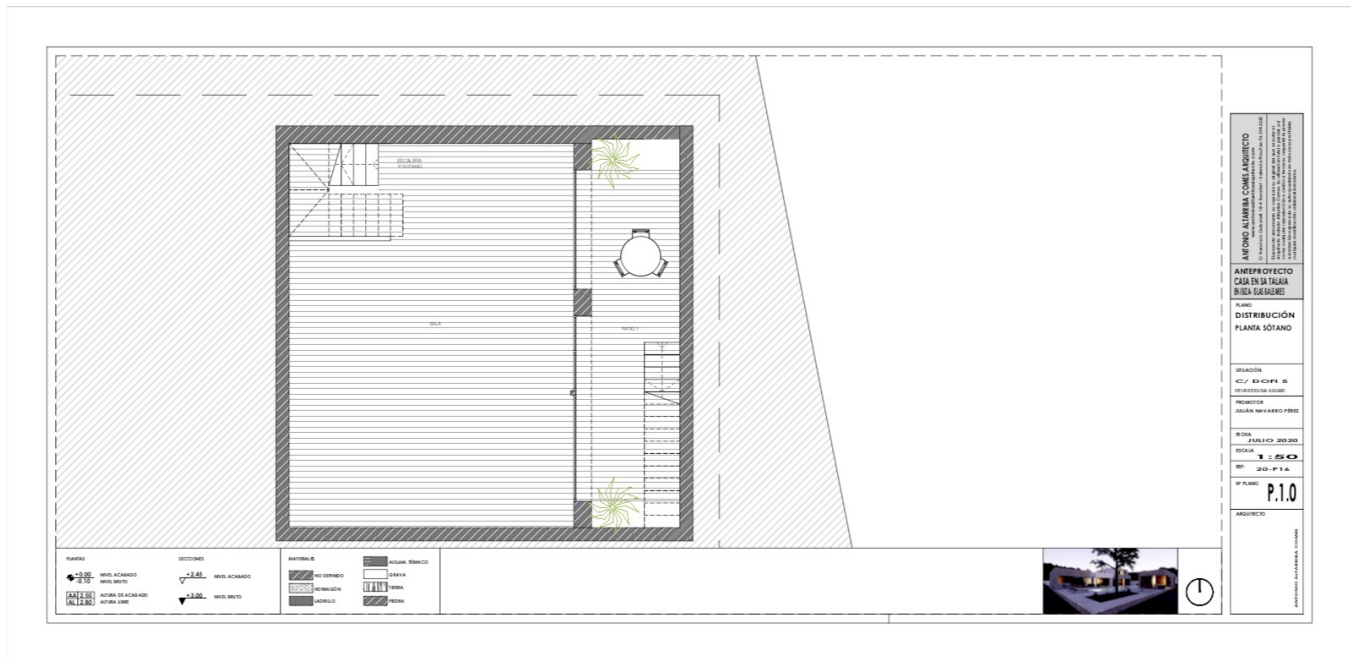 ESCALERA
P.SOTANO
SALA
PATIO 1
ANTONIO ALTARRIBA COMES.ARQUITECTO
ANTEPROYECTO
CASA EN SA TALAIA
EN IBIZA- ISLAS BALEARES
PLANO
DISTRIBUCIÓN
PLANTA SÓTANO
SITUACIÓN
C/ DOFI 5
PROMOTOR
JULIÁN NAVARRO PÉREZ
FECHA
JULIO 2020
ESCALA
1:50
REF:
20-P16
Nº PLANO
P.1.0
ARQUITECTO
ANTONIO ALTARRIBA COMES
PLANTAS
+0.00 NIVEL ACABADO
-0.10 NIVEL BRUTO
AA 2.50 ALTURA DE ACABADO
AL 2.80 ALTURA LIBRE
SECCIONES
+2.45 NIVEL ACABADO
+3.00 NIVEL BRUTO
MATERIALES
NO DEFINIDO
HORMIGÓN
LADRILLO
AISLAM. TÉRMICO
GRAVA
TIERRA
PIEDRA